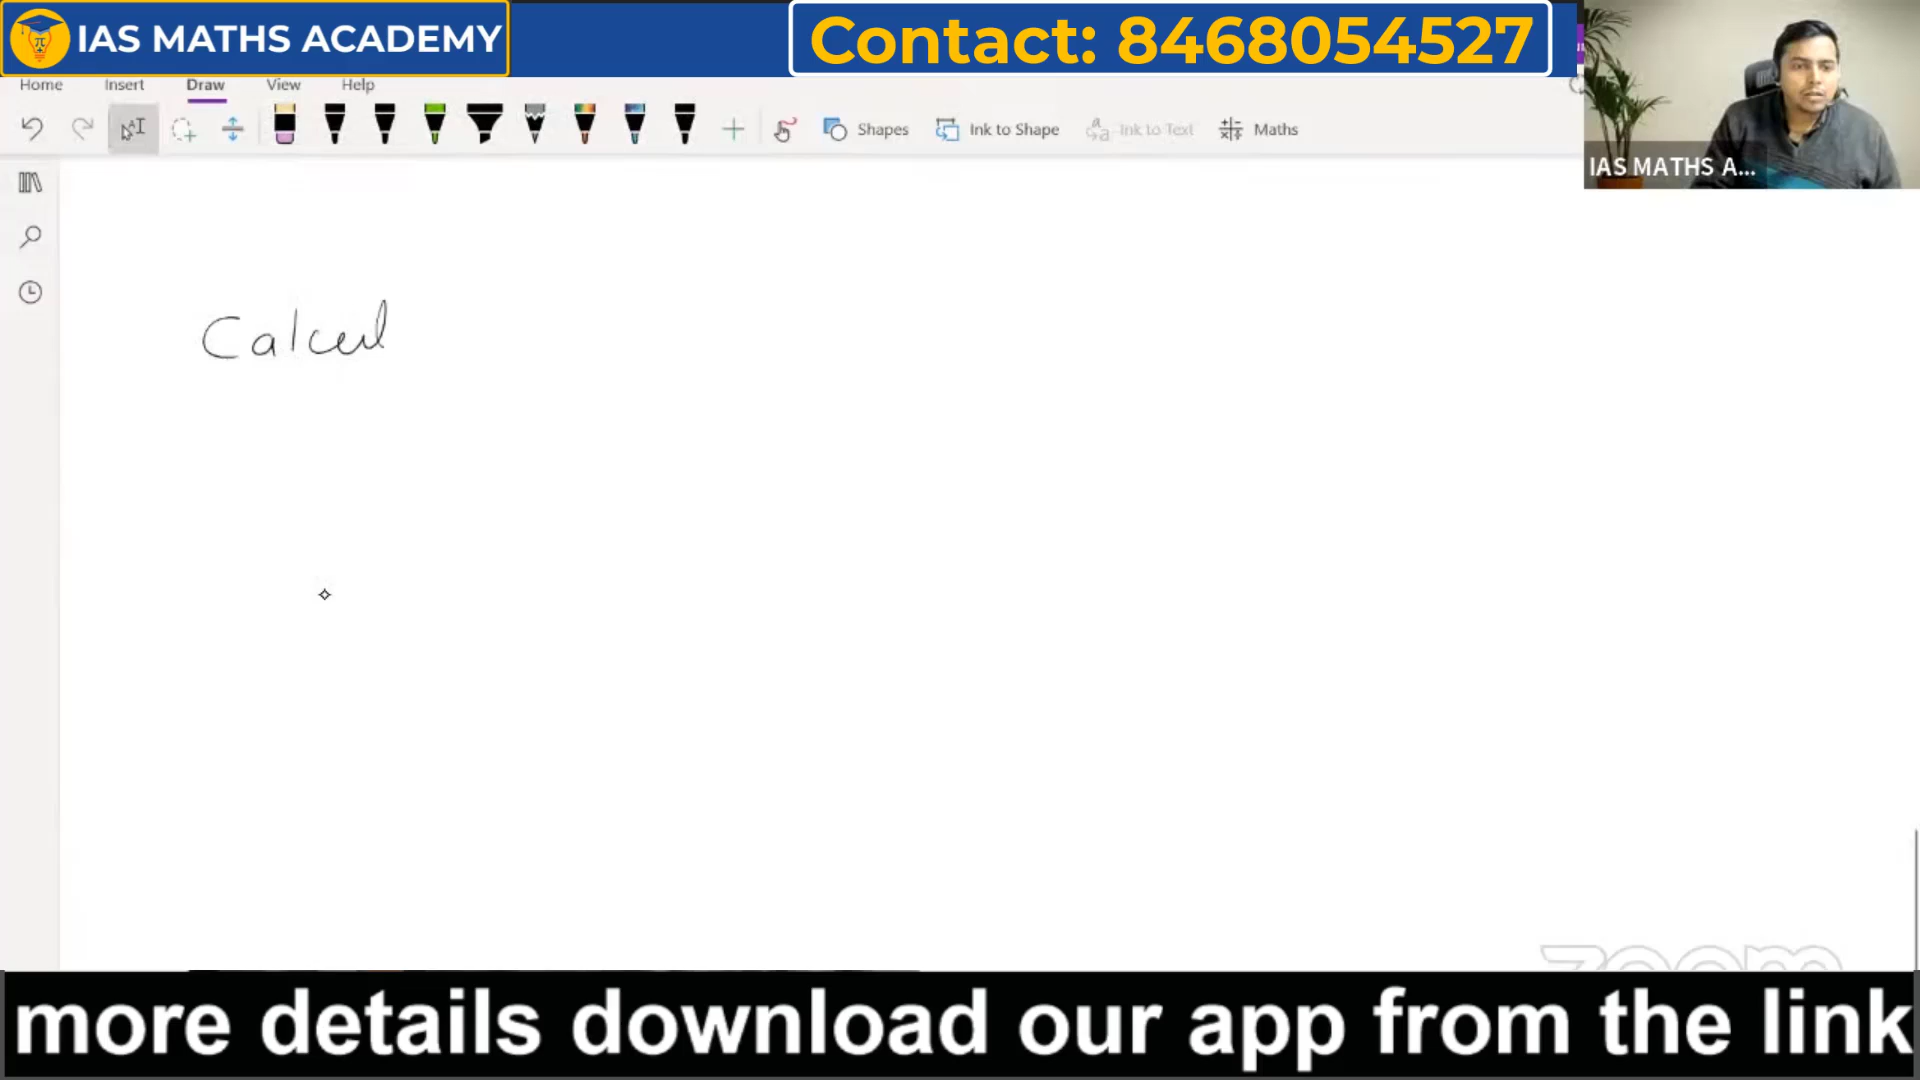 IAS MATHS ACADEMY
Contact: 8468054527
Home Insert Draw View Help
Shapes Ink to Shape Ink to Text Maths
IAS MATHS A...
Calcul
zoom
more details download our app from the link